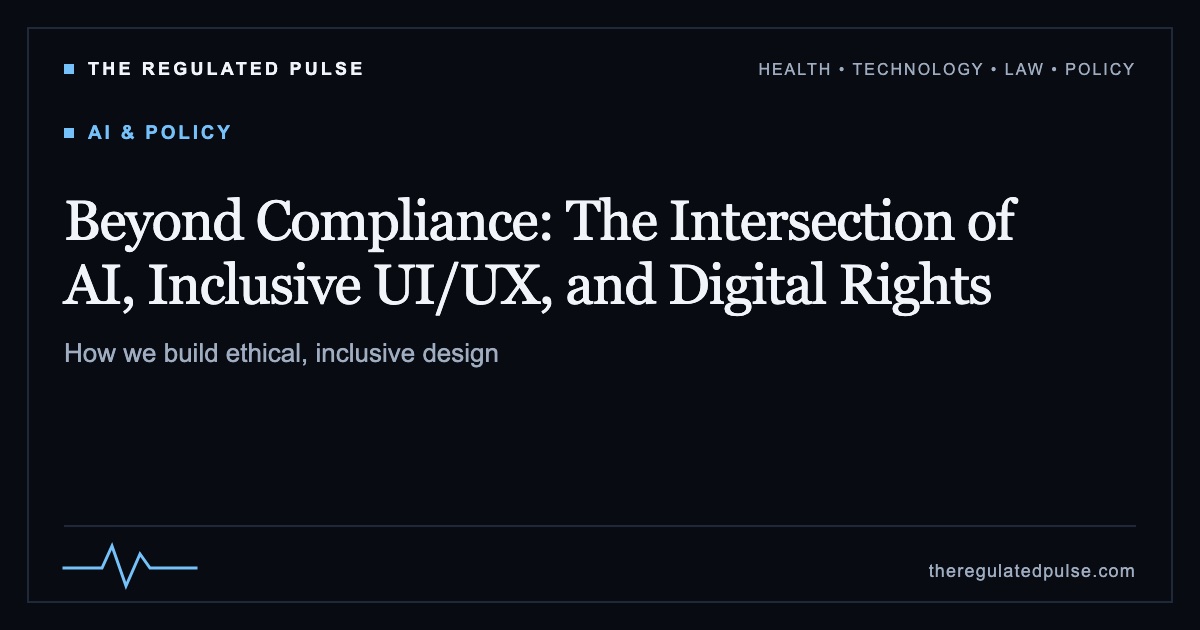 THE REGULATED PULSE
HEALTH • TECHNOLOGY • LAW • POLICY
AI & POLICY
Beyond Compliance: The Intersection of
AI, Inclusive UI/UX, and Digital Rights
How we build ethical, inclusive design
theregulatedpulse.com